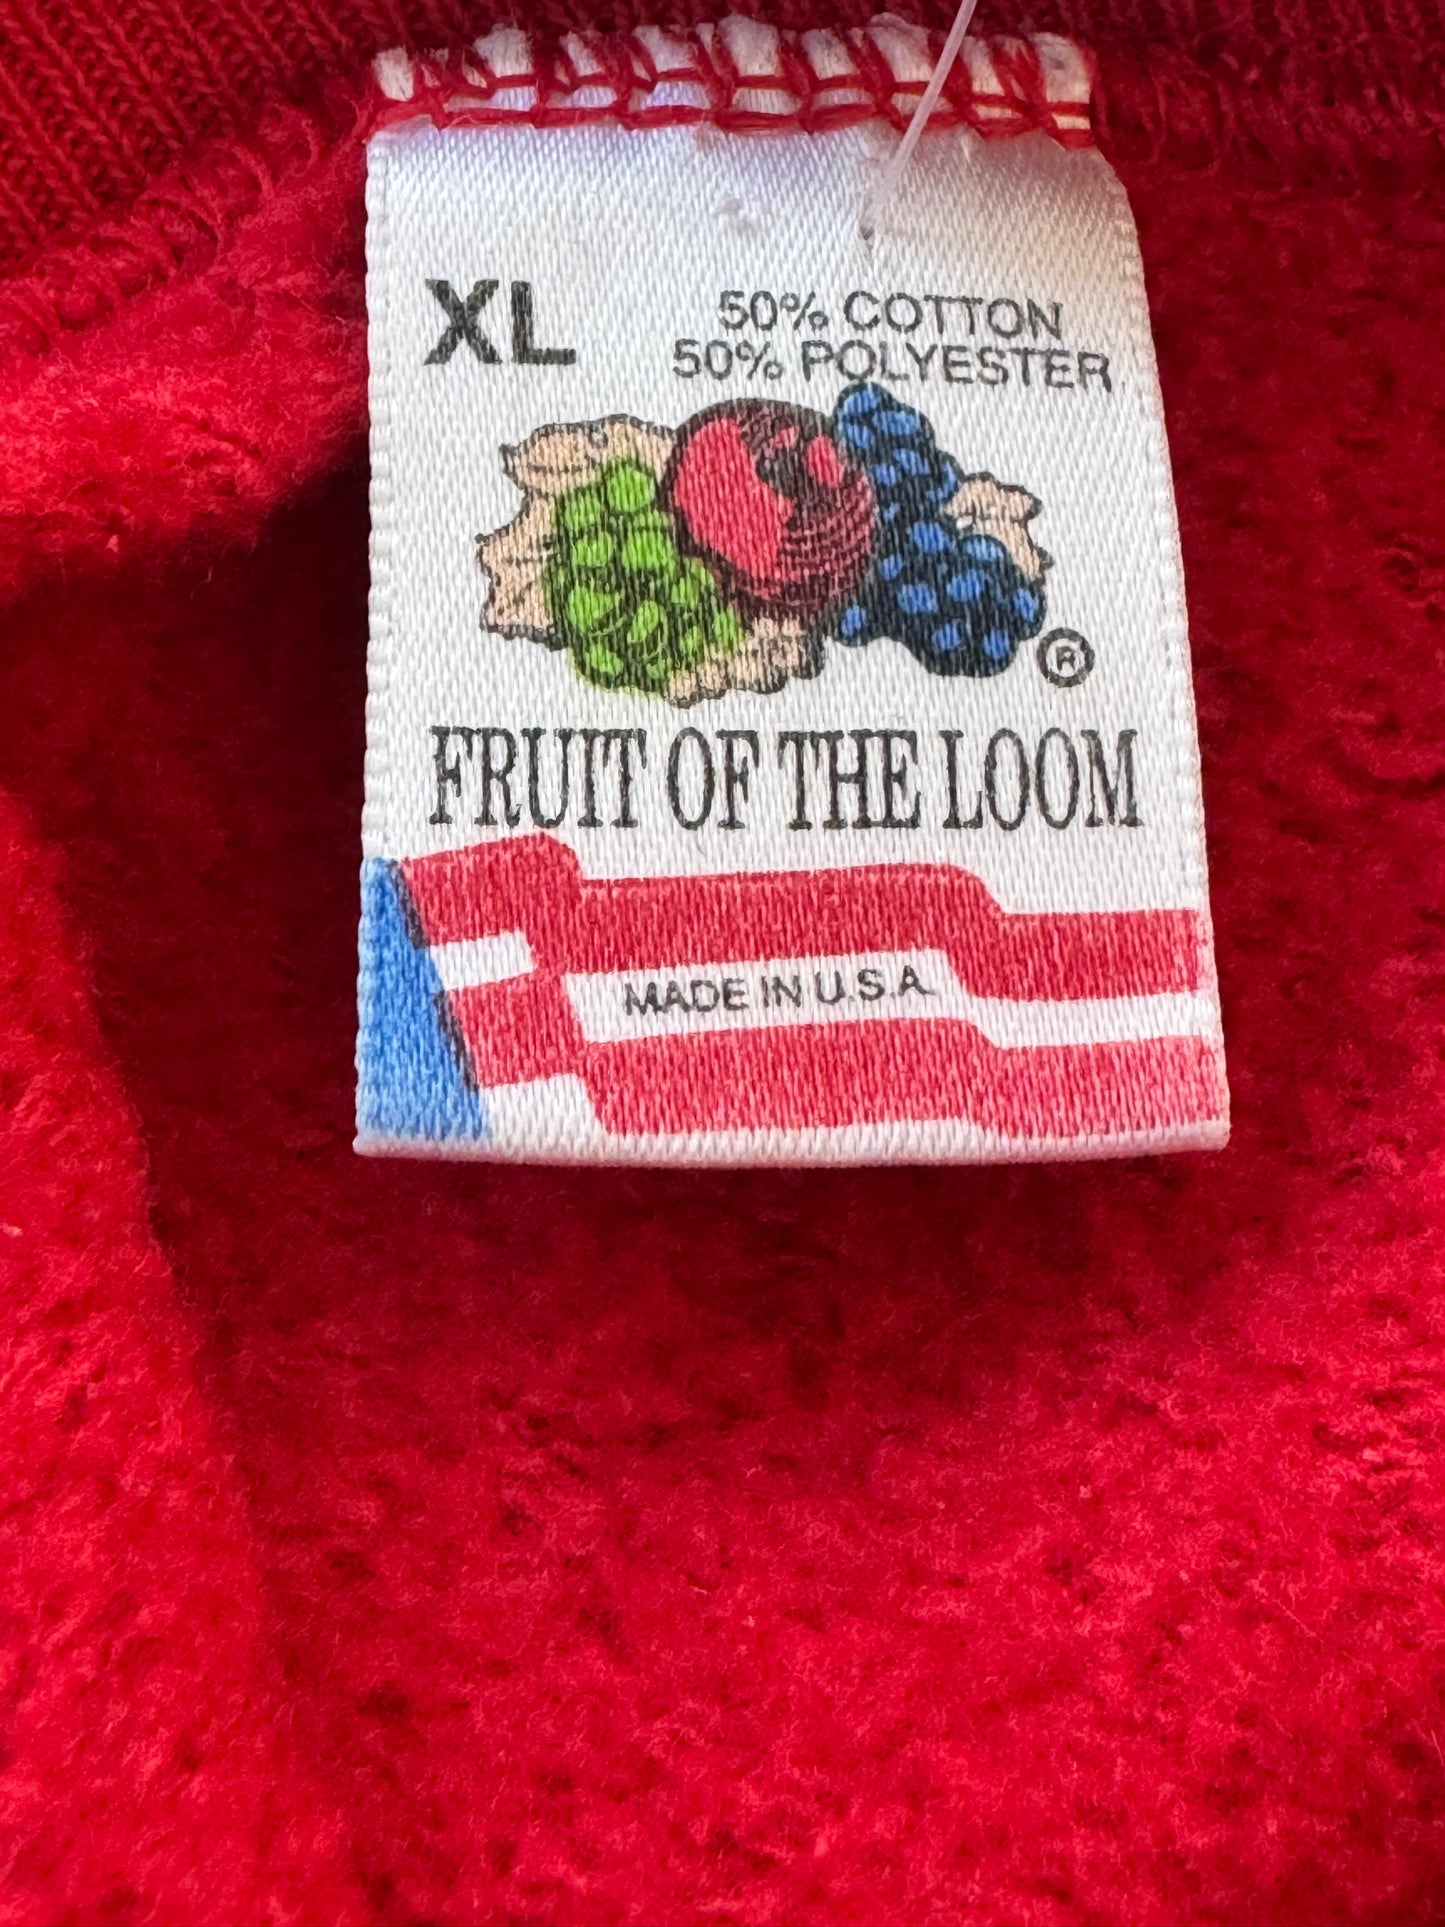 XL
50% COTTON
50% POLYESTER
®
FRUIT OF THE LOOM
MADE IN U.S.A.